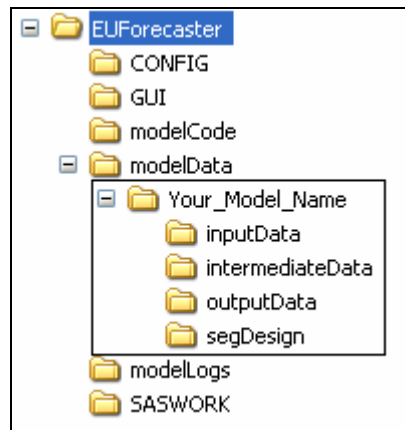 EUForecaster
CONFIG
GUI
modelCode
modelData
Your_Model_Name
inputData
intermediateData
outputData
segDesign
modelLogs
SASWORK